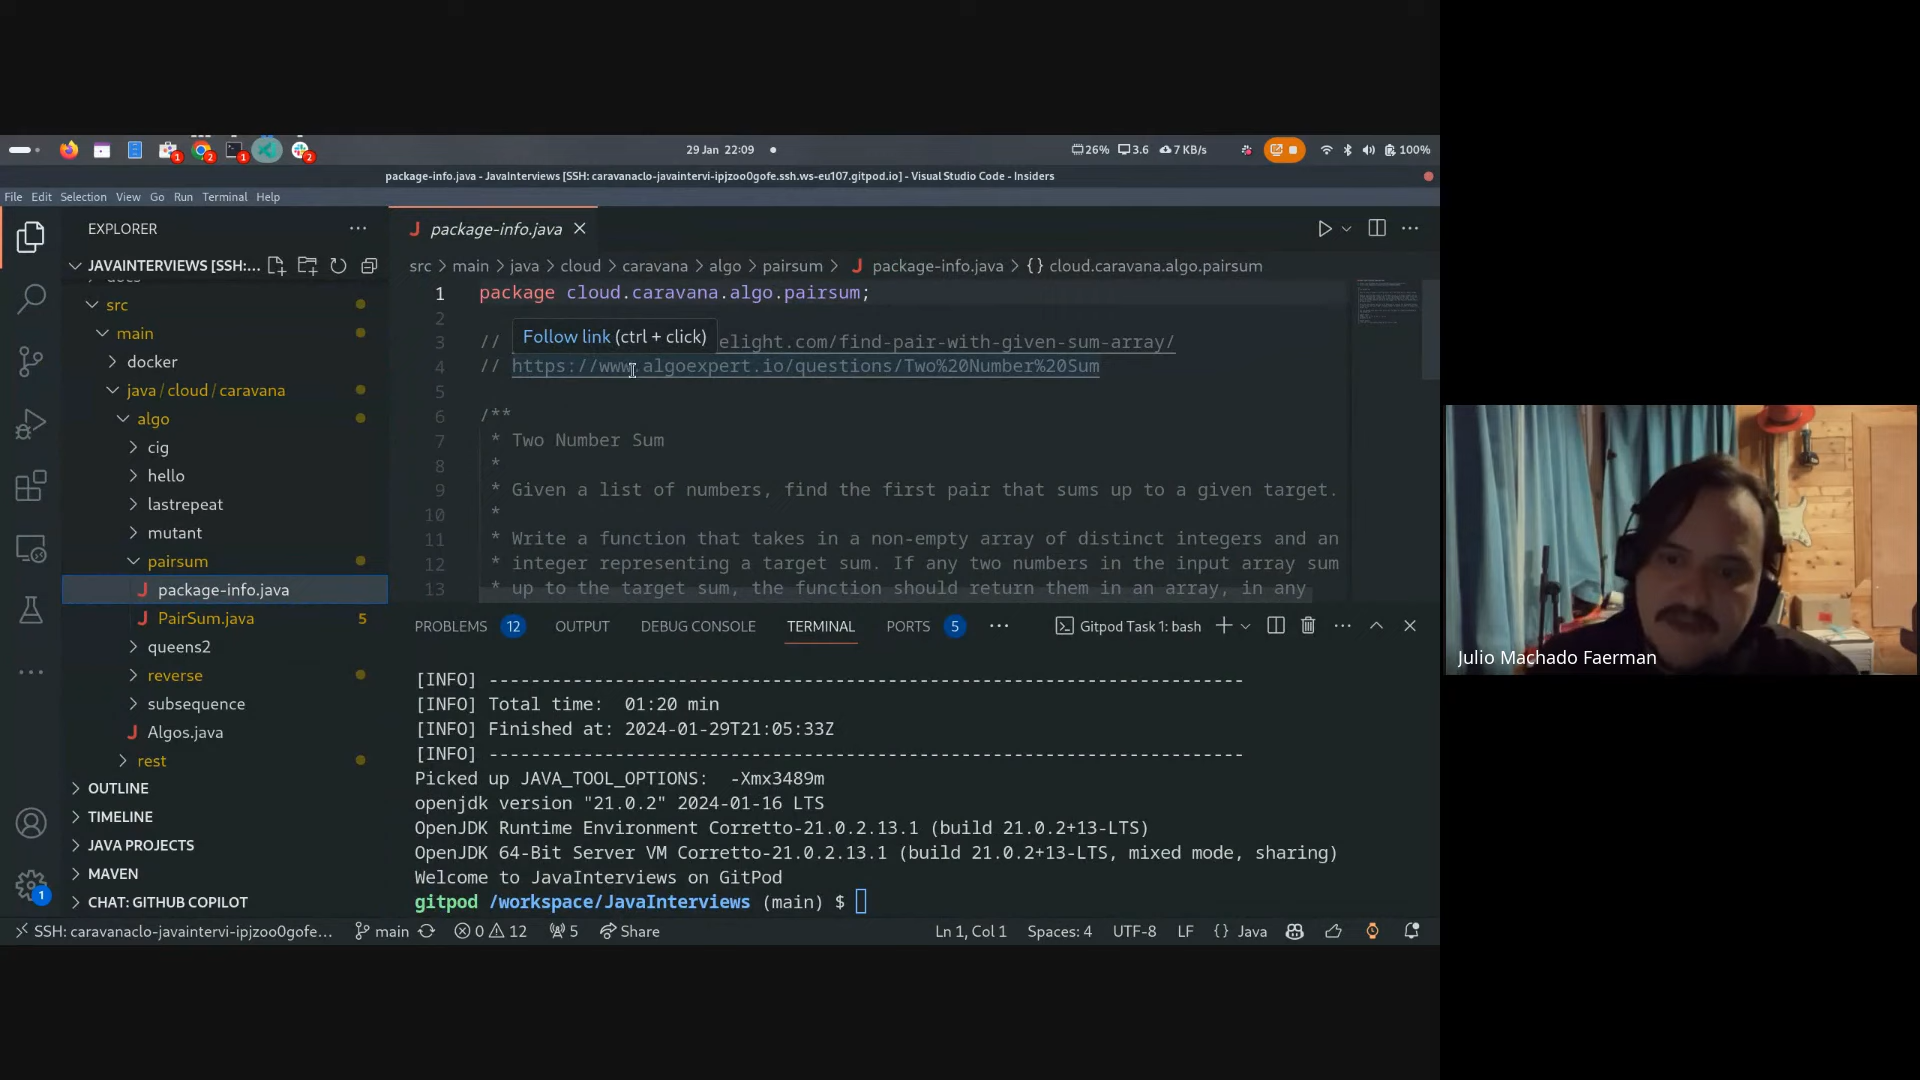 29 Jan 22:09
26% 3.6 7 KB/s 100%
1 2 1 2
package-info.java - JavaInterviews [SSH: caravanaclo-javaintervi-ipjzoo0gofe.ssh.ws-eu107.gitpod.io] - Visual Studio Code - Insiders
File Edit Selection View Go Run Terminal Help
EXPLORER
package-info.java
JAVAINTERVIEWS [SSH:...
src > main > java > cloud > caravana > algo > pairsum > package-info.java > {} cloud.caravana.algo.pairsum
docs
src
main
docker
java / cloud / caravana
algo
cig
hello
lastrepeat
mutant
pairsum
package-info.java
PairSum.java 5
queens2
reverse
subsequence
Algos.java
rest
OUTLINE
TIMELINE
JAVA PROJECTS
MAVEN
CHAT: GITHUB COPILOT
1
1 package cloud.caravana.algo.pairsum;
2
Follow link (ctrl + click)
3 // elight.com/find-pair-with-given-sum-array/
4 // https://www.algoexpert.io/questions/Two%20Number%20Sum
5
6 /**
7 * Two Number Sum
8 *
9 * Given a list of numbers, find the first pair that sums up to a given target.
10 *
11 * Write a function that takes in a non-empty array of distinct integers and an
12 * integer representing a target sum. If any two numbers in the input array sum
13 * up to the target sum, the function should return them in an array, in any
PROBLEMS 12 OUTPUT DEBUG CONSOLE TERMINAL PORTS 5 Gitpod Task 1: bash
[INFO] ------------------------------------------------------------------------
[INFO] Total time:  01:20 min
[INFO] Finished at: 2024-01-29T21:05:33Z
[INFO] ------------------------------------------------------------------------
Picked up JAVA_TOOL_OPTIONS:  -Xmx3489m
openjdk version "21.0.2" 2024-01-16 LTS
OpenJDK Runtime Environment Corretto-21.0.2.13.1 (build 21.0.2+13-LTS)
OpenJDK 64-Bit Server VM Corretto-21.0.2.13.1 (build 21.0.2+13-LTS, mixed mode, sharing)
Welcome to JavaInterviews on GitPod
gitpod /workspace/JavaInterviews (main) $
SSH: caravanaclo-javaintervi-ipjzoo0gofe... main 0 12 5 Share Ln 1, Col 1 Spaces: 4 UTF-8 LF {} Java
Julio Machado Faerman